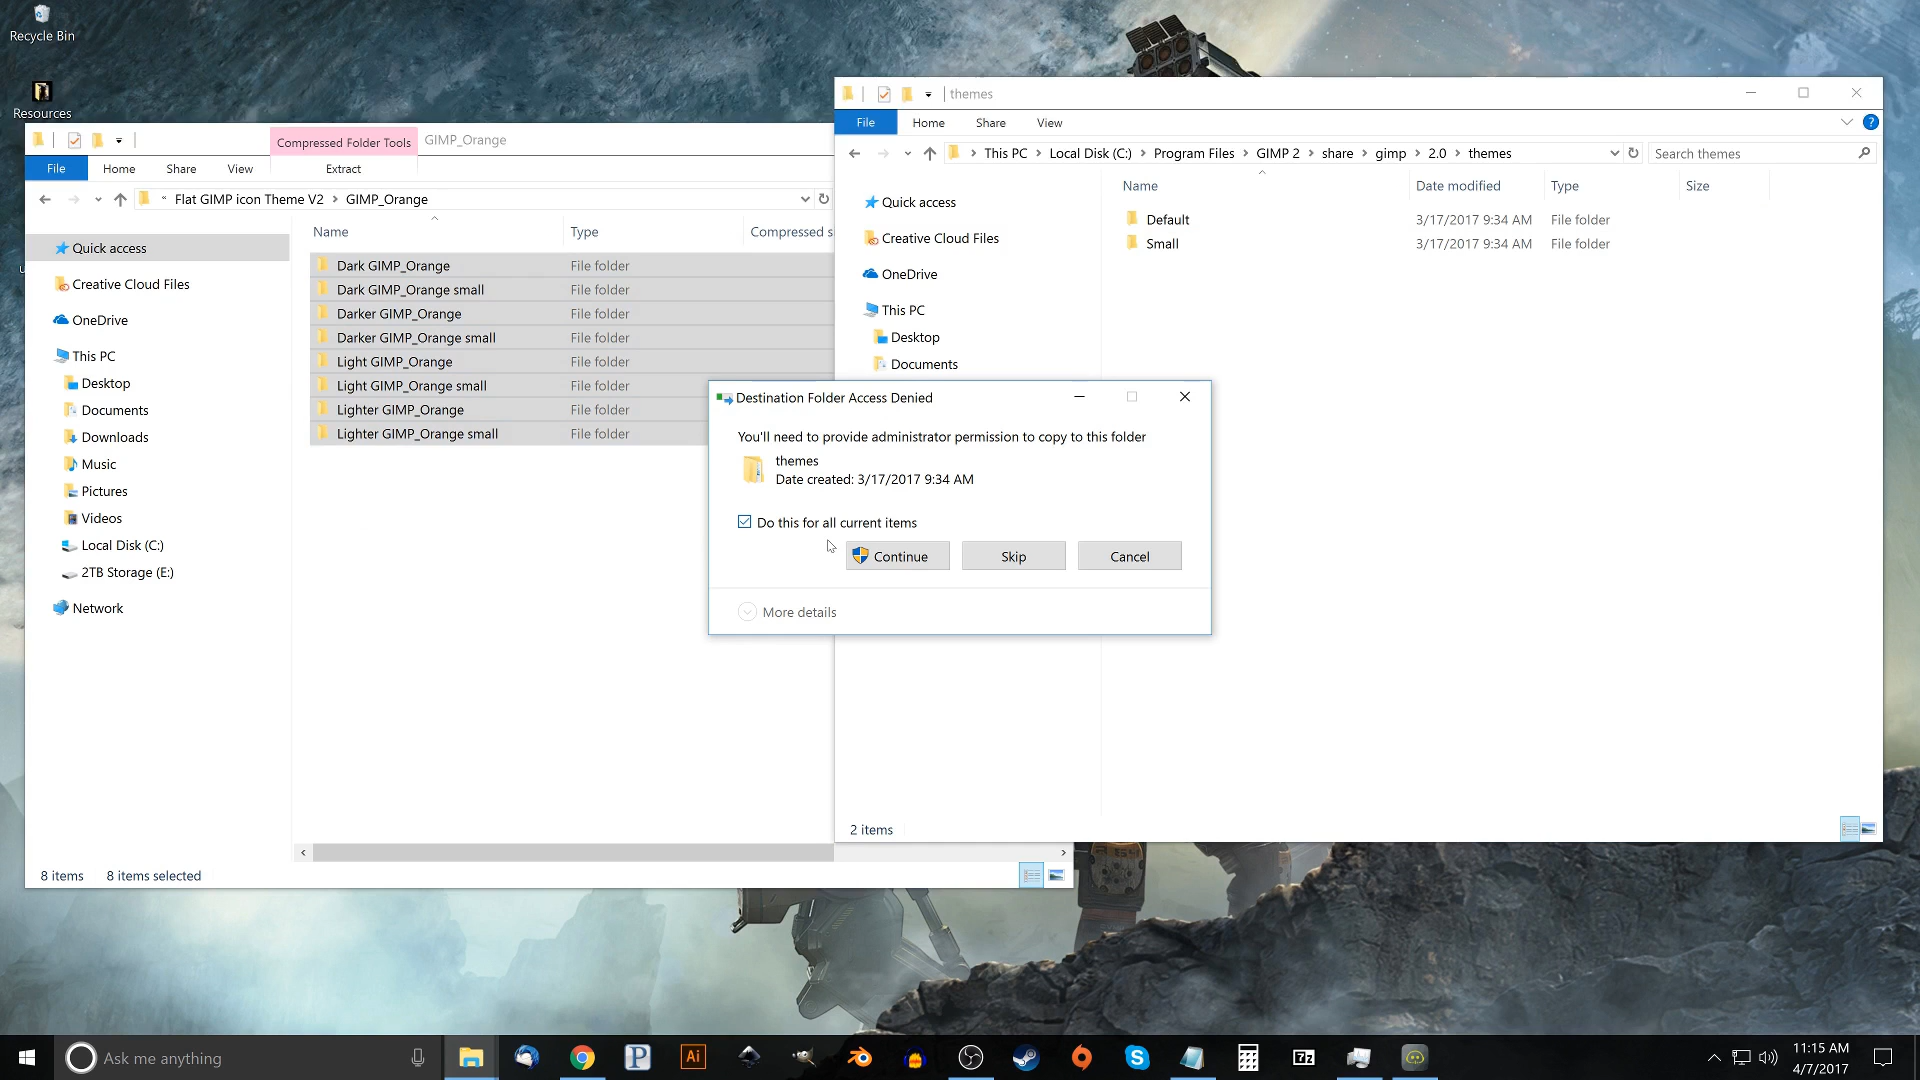 Recycle Bin
Resources
Compressed Folder Tools
GIMP_Orange
File
Home
Share
View
Extract
Flat GIMP icon Theme V2
GIMP_Orange
Quick access
Creative Cloud Files
OneDrive
This PC
Desktop
Documents
Downloads
Music
Pictures
Videos
Local Disk (C:)
2TB Storage (E:)
Network
Name
Type
Compressed s
Dark GIMP_Orange
File folder
Dark GIMP_Orange small
File folder
Darker GIMP_Orange
File folder
Darker GIMP_Orange small
File folder
Light GIMP_Orange
File folder
Light GIMP_Orange small
File folder
Lighter GIMP_Orange
File folder
Lighter GIMP_Orange small
File folder
8 items
8 items selected
themes
File
Home
Share
View
This PC
Local Disk (C:)
Program Files
GIMP 2
share
gimp
2.0
themes
Search themes
Quick access
Creative Cloud Files
OneDrive
This PC
Desktop
Documents
Name
Date modified
Type
Size
Default
3/17/2017 9:34 AM
File folder
Small
3/17/2017 9:34 AM
File folder
2 items
Destination Folder Access Denied
You'll need to provide administrator permission to copy to this folder
themes
Date created: 3/17/2017 9:34 AM
Do this for all current items
Continue
Skip
Cancel
More details
Ask me anything
Ai
7z
11:15 AM
4/7/2017